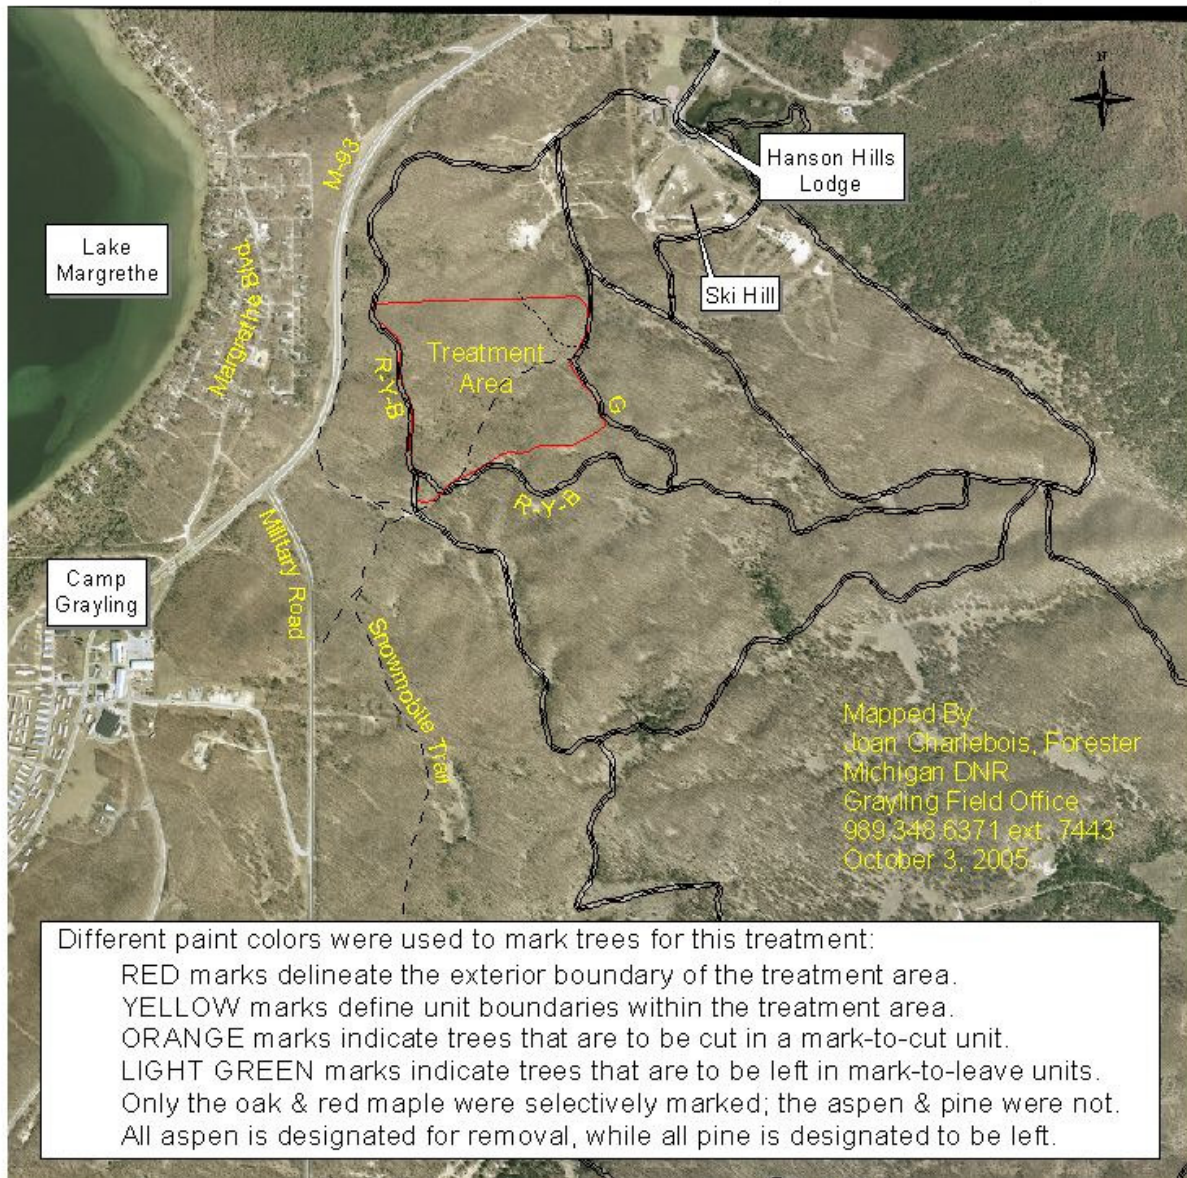 N
Hanson Hills
Lodge
M-93
Lake
Margrethe
Margrethe Blvd
Ski Hill
Treatment
Area
R-Y-B
G
R-Y-B
Military Road
Camp
Grayling
Snowmobile Trail
Mapped By
Joan Charlebois, Forester
Michigan DNR
Grayling Field Office
989.348.6371 ext. 7443
October 3, 2005
Different paint colors were used to mark trees for this treatment:
RED marks delineate the exterior boundary of the treatment area.
YELLOW marks define unit boundaries within the treatment area.
ORANGE marks indicate trees that are to be cut in a mark-to-cut unit.
LIGHT GREEN marks indicate trees that are to be left in mark-to-leave units.
Only the oak & red maple were selectively marked; the aspen & pine were not.
All aspen is designated for removal, while all pine is designated to be left.